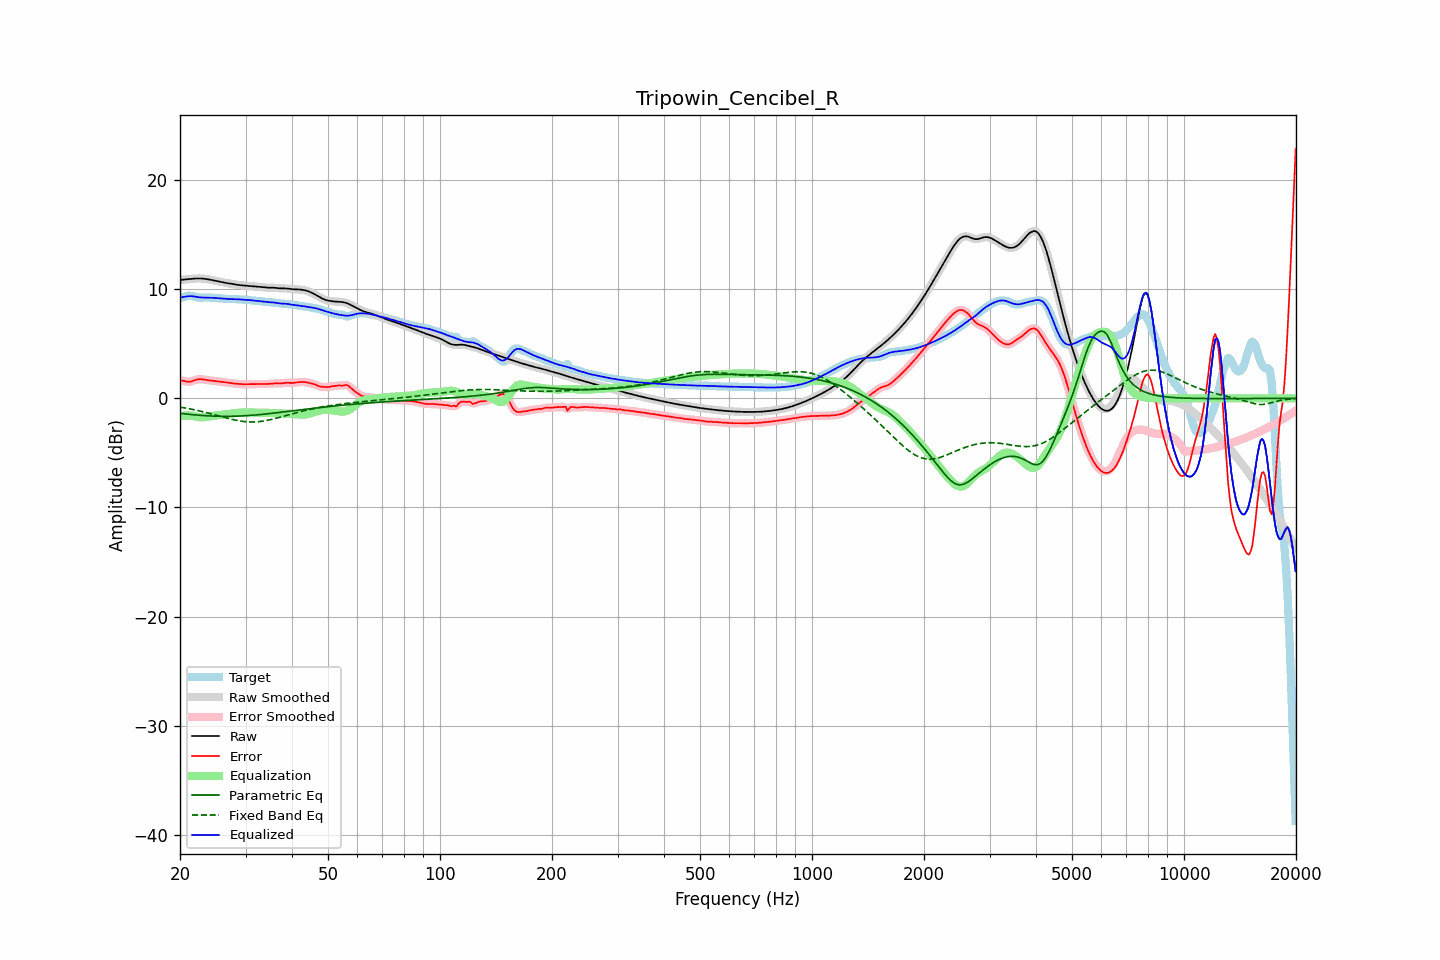 Tripowin_Cencibel_R
Amplitude (dBr)
20
10
0
−10
−20
−30
−40
Target
Raw Smoothed
Error Smoothed
Raw
Error
Equalization
Parametric Eq
Fixed Band Eq
Equalized
20 50 100 200 500 1000 2000 5000 10000 20000
Frequency (Hz)